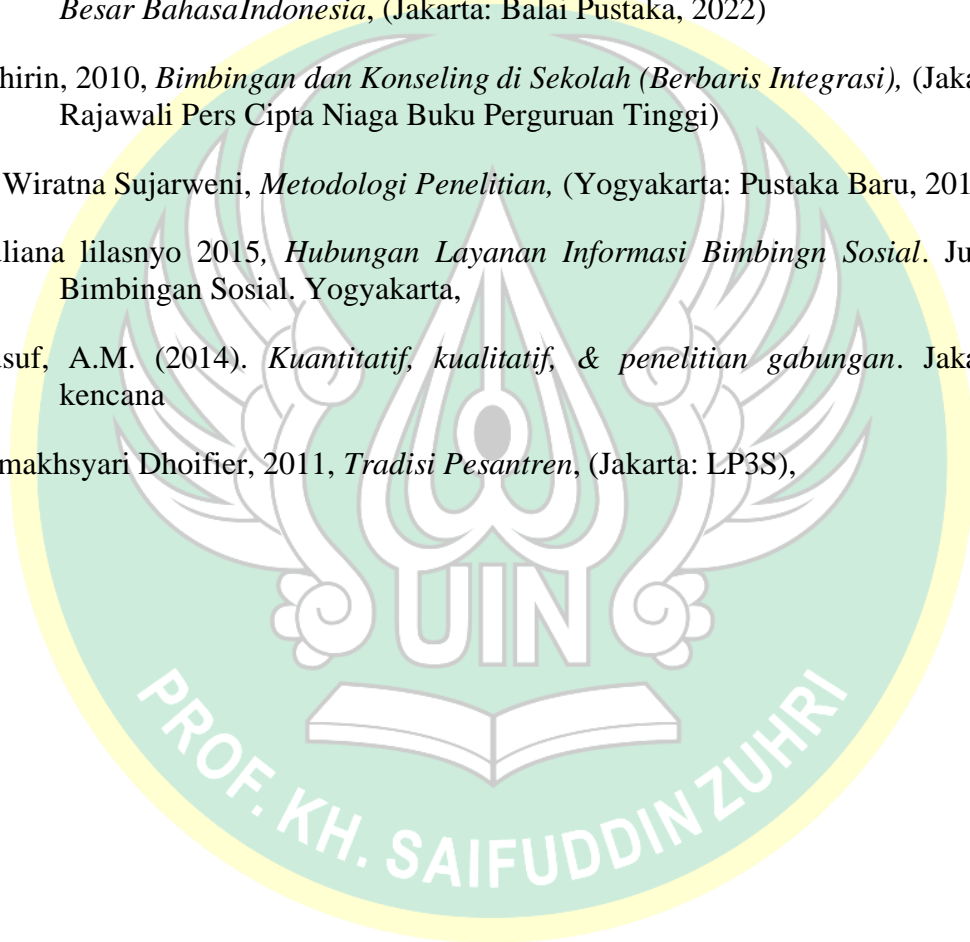 Besar BahasaIndonesia, (Jakarta: Balai Pustaka, 2022)
hirin, 2010, Bimbingan dan Konseling di Sekolah (Berbaris Integrasi), (Jaka
Rajawali Pers Cipta Niaga Buku Perguruan Tinggi)
Wiratna Sujarweni, Metodologi Penelitian, (Yogyakarta: Pustaka Baru, 201
liana lilasnyo 2015, Hubungan Layanan Informasi Bimbingn Sosial. Ju
Bimbingan Sosial. Yogyakarta,
suf, A.M. (2014). Kuantitatif, kualitatif, & penelitian gabungan. Jaka
kencana
makhsyari Dhoifier, 2011, Tradisi Pesantren, (Jakarta: LP3S),
UIN
PROF. KH. SAIFUDDIN ZUHRI